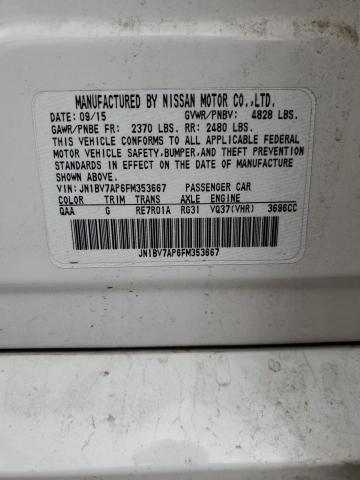 MANUFACTURED BY NISSAN MOTOR CO.,LTD.
DATE: 09/15 GVWR/PNBV: 4828 LBS.
GAWR/PNBE FR: 2370 LBS. RR: 2480 LBS.
THIS VEHICLE CONFORMS TO ALL APPLICABLE FEDERAL
MOTOR VEHICLE SAFETY,BUMPER,AND THEFT PREVENTION
STANDARDS IN EFFECT ON THE DATE OF MANUFACTURE
SHOWN ABOVE.
VIN: JN1BV7AP6FM353667 PASSENGER CAR
COLOR TRIM TRANS AXLE ENGINE
QAA G RE7R01A RG31 VQ37(VHR) 3696CC
JN1BV7AP6FM353667